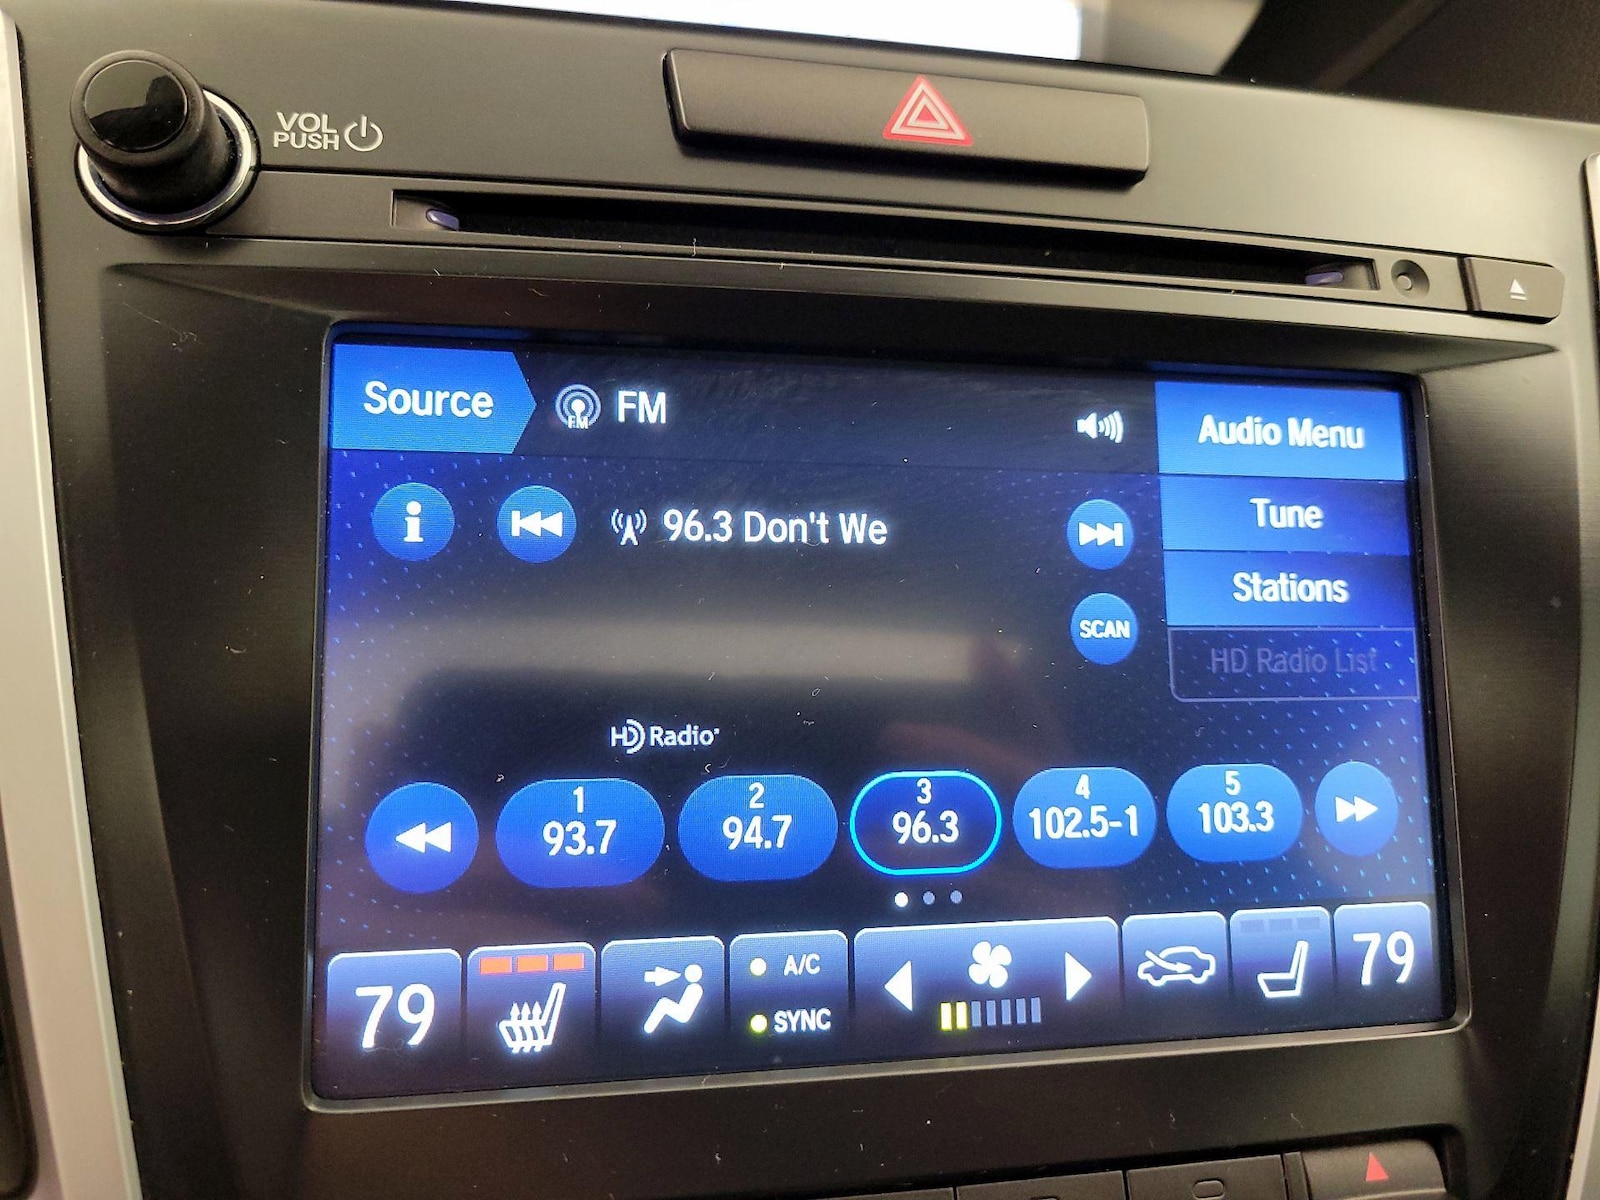 VOL
PUSH
Source
FM
FM
Audio Menu
96.3 Don't We
Tune
Stations
SCAN
HD Radio List
HD Radio
1
93.7
2
94.7
3
96.3
4
102.5-1
5
103.3
79
A/C
SYNC
79